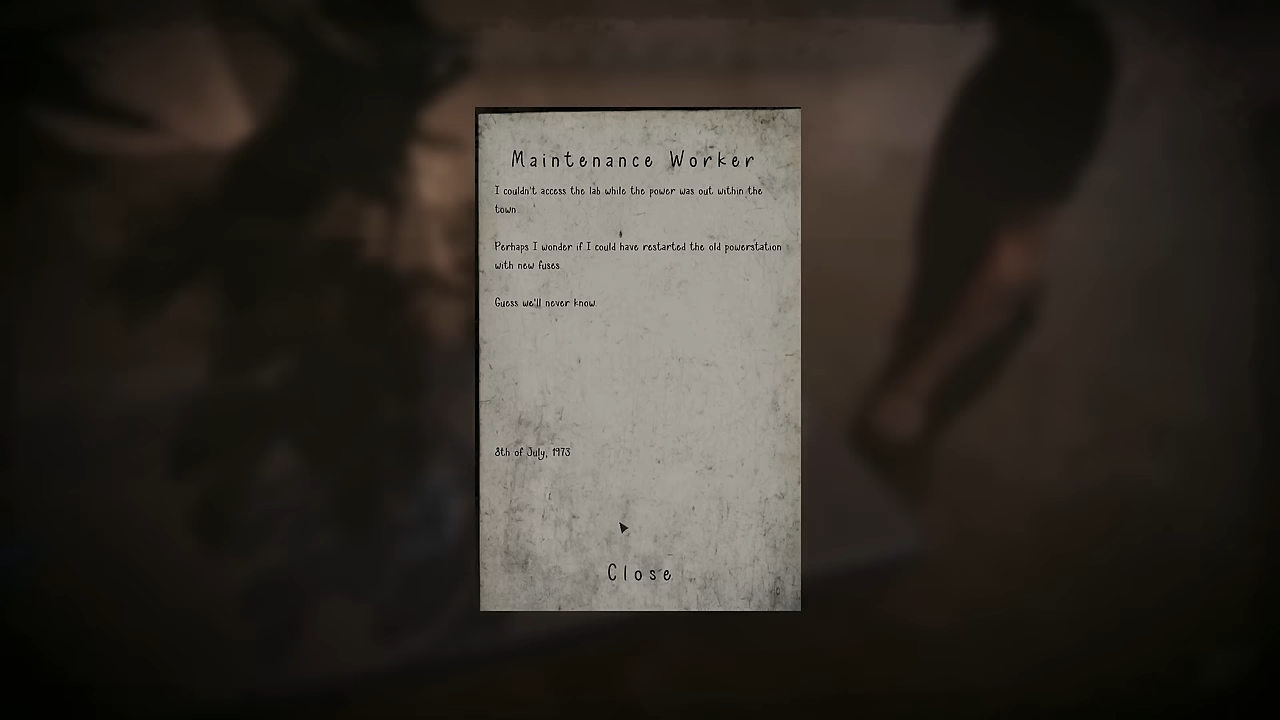 Maintenance Worker
I couldn't access the lab while the power was out within the
town.
Perhaps I wonder if I could have restarted the old powerstation
with new fuses.
Guess we'll never know.
8th of July, 1973
Close